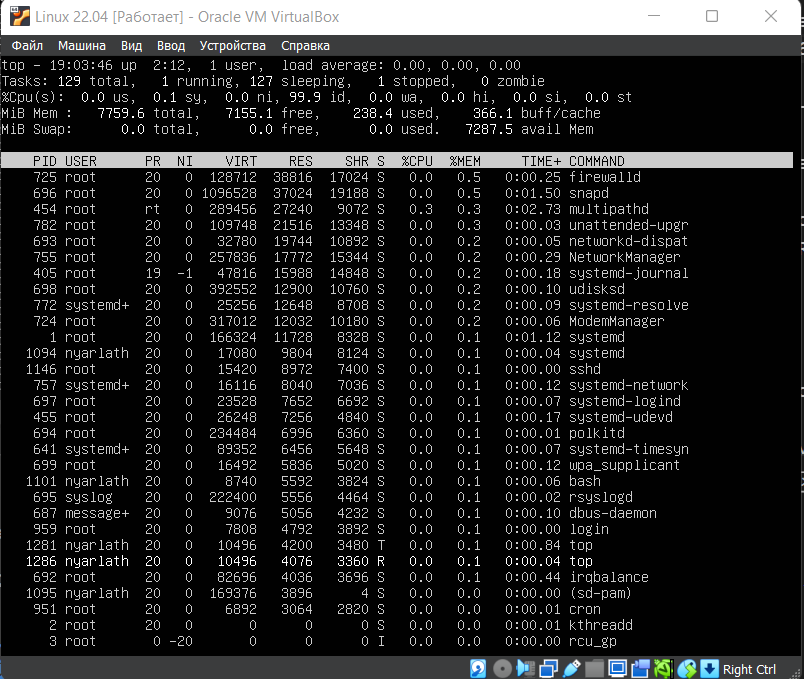 Linux 22.04 [Работает] - Oracle VM VirtualBox
Файл Машина Вид Ввод Устройства Справка
top - 19:03:46 up  2:12,  1 user,  load average: 0.00, 0.00, 0.00
Tasks: 129 total,   1 running, 127 sleeping,   1 stopped,   0 zombie
%Cpu(s):  0.0 us,  0.1 sy,  0.0 ni, 99.9 id,  0.0 wa,  0.0 hi,  0.0 si,  0.0 st
MiB Mem :   7759.6 total,   7155.1 free,    238.4 used,    366.1 buff/cache
MiB Swap:      0.0 total,      0.0 free,      0.0 used.   7287.5 avail Mem
PID USER PR NI VIRT RES SHR S %CPU %MEM TIME+ COMMAND
725 root 20 0 128712 38816 17024 S 0.0 0.5 0:00.25 firewalld
696 root 20 0 1096528 37024 19188 S 0.0 0.5 0:01.50 snapd
454 root rt 0 289456 27240 9072 S 0.3 0.3 0:02.73 multipathd
782 root 20 0 109748 21516 13348 S 0.0 0.3 0:00.03 unattended-upgr
693 root 20 0 32780 19744 10892 S 0.0 0.2 0:00.05 networkd-dispat
755 root 20 0 257836 17772 15344 S 0.0 0.2 0:00.29 NetworkManager
405 root 19 -1 47816 15988 14848 S 0.0 0.2 0:00.18 systemd-journal
698 root 20 0 392552 12900 10760 S 0.0 0.2 0:00.10 udisksd
772 systemd+ 20 0 25256 12648 8708 S 0.0 0.2 0:00.09 systemd-resolve
724 root 20 0 317012 12032 10180 S 0.0 0.2 0:00.06 ModemManager
1 root 20 0 166324 11728 8328 S 0.0 0.1 0:01.12 systemd
1094 nyarlath 20 0 17080 9804 8124 S 0.0 0.1 0:00.04 systemd
1146 root 20 0 15420 8972 7400 S 0.0 0.1 0:00.00 sshd
757 systemd+ 20 0 16116 8040 7036 S 0.0 0.1 0:00.12 systemd-network
697 root 20 0 23528 7652 6692 S 0.0 0.1 0:00.07 systemd-logind
455 root 20 0 26248 7256 4840 S 0.0 0.1 0:00.17 systemd-udevd
694 root 20 0 234484 6996 6360 S 0.0 0.1 0:00.01 polkitd
641 systemd+ 20 0 89352 6456 5648 S 0.0 0.1 0:00.07 systemd-timesyn
699 root 20 0 16492 5836 5020 S 0.0 0.1 0:00.12 wpa_supplicant
1101 nyarlath 20 0 8740 5592 3824 S 0.0 0.1 0:00.06 bash
695 syslog 20 0 222400 5556 4464 S 0.0 0.1 0:00.02 rsyslogd
687 message+ 20 0 9076 5056 4232 S 0.0 0.1 0:00.10 dbus-daemon
959 root 20 0 7808 4792 3892 S 0.0 0.1 0:00.00 login
1281 nyarlath 20 0 10496 4200 3480 T 0.0 0.1 0:00.84 top
1286 nyarlath 20 0 10496 4076 3360 R 0.0 0.1 0:00.04 top
692 root 20 0 82696 4036 3696 S 0.0 0.1 0:00.44 irqbalance
1095 nyarlath 20 0 169376 3896 4 S 0.0 0.0 0:00.00 (sd-pam)
951 root 20 0 6892 3064 2820 S 0.0 0.0 0:00.01 cron
2 root 20 0 0 0 0 S 0.0 0.0 0:00.01 kthreadd
3 root 0 -20 0 0 0 I 0.0 0.0 0:00.00 rcu_gp
Right Ctrl